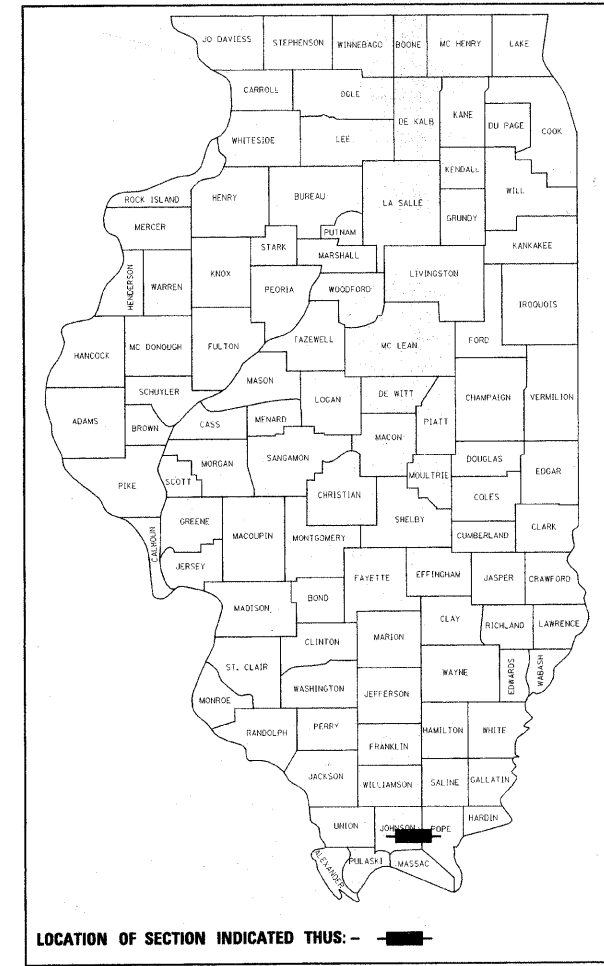 JO DAVIESS STEPHENSON WINNEBAGO BOONE MC HENRY LAKE
CARROLL OGLE
DE KALB KANE DU PAGE COOK
WHITESIDE LEE
KENDALL WILL
ROCK ISLAND HENRY BUREAU LA SALLE
MERCER PUTNAM GRUNDY
STARK MARSHALL KANKAKEE
HENDERSON WARREN KNOX PEORIA WOODFORD LIVINGSTON IROQUOIS
HANCOCK MC DONOUGH FULTON TAZEWELL MC LEAN FORD
SCHUYLER MASON LOGAN DE WITT CHAMPAIGN VERMILION
ADAMS BROWN CASS MENARD PIATT
MACON
PIKE SCOTT MORGAN SANGAMON MOULTRIE DOUGLAS EDGAR
CHRISTIAN COLES
GREENE MACOUPIN MONTGOMERY SHELBY CUMBERLAND CLARK
CALHOUN JERSEY
FAYETTE EFFINGHAM JASPER CRAWFORD
MADISON BOND
CLAY RICHLAND LAWRENCE
CLINTON MARION
ST. CLAIR WAYNE EDWARDS WABASH
WASHINGTON JEFFERSON
MONROE
RANDOLPH PERRY HAMILTON WHITE
FRANKLIN
JACKSON WILLIAMSON SALINE GALLATIN
UNION JOHNSON POPE HARDIN
ALEXANDER PULASKI MASSAC
LOCATION OF SECTION INDICATED THUS: -